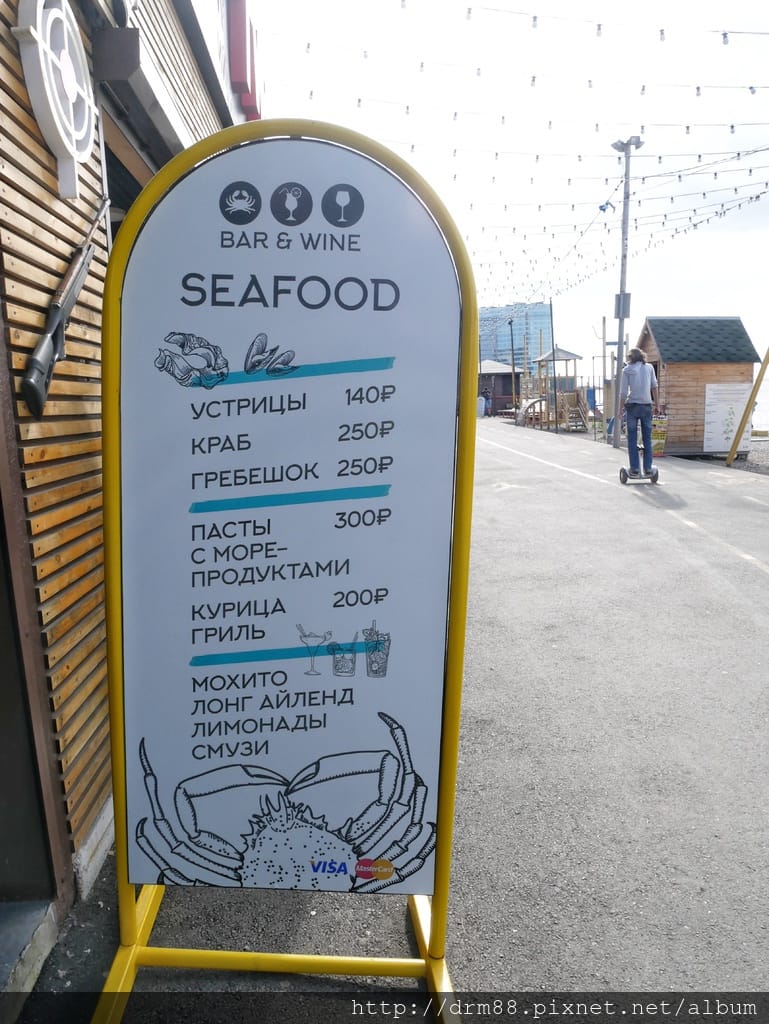 BAR & WINE
SEAFOOD
УСТРИЦЫ 140₽
КРАБ 250₽
ГРЕБЕШОК 250₽
ПАСТЫ 300₽
С МОРЕ-
ПРОДУКТАМИ
КУРИЦА 200₽
ГРИЛЬ
МОХИТО
ЛОНГ АЙЛЕНД
ЛИМОНАДЫ
СМУЗИ
VISA MasterCard
http://drm88.pixnet.net/album